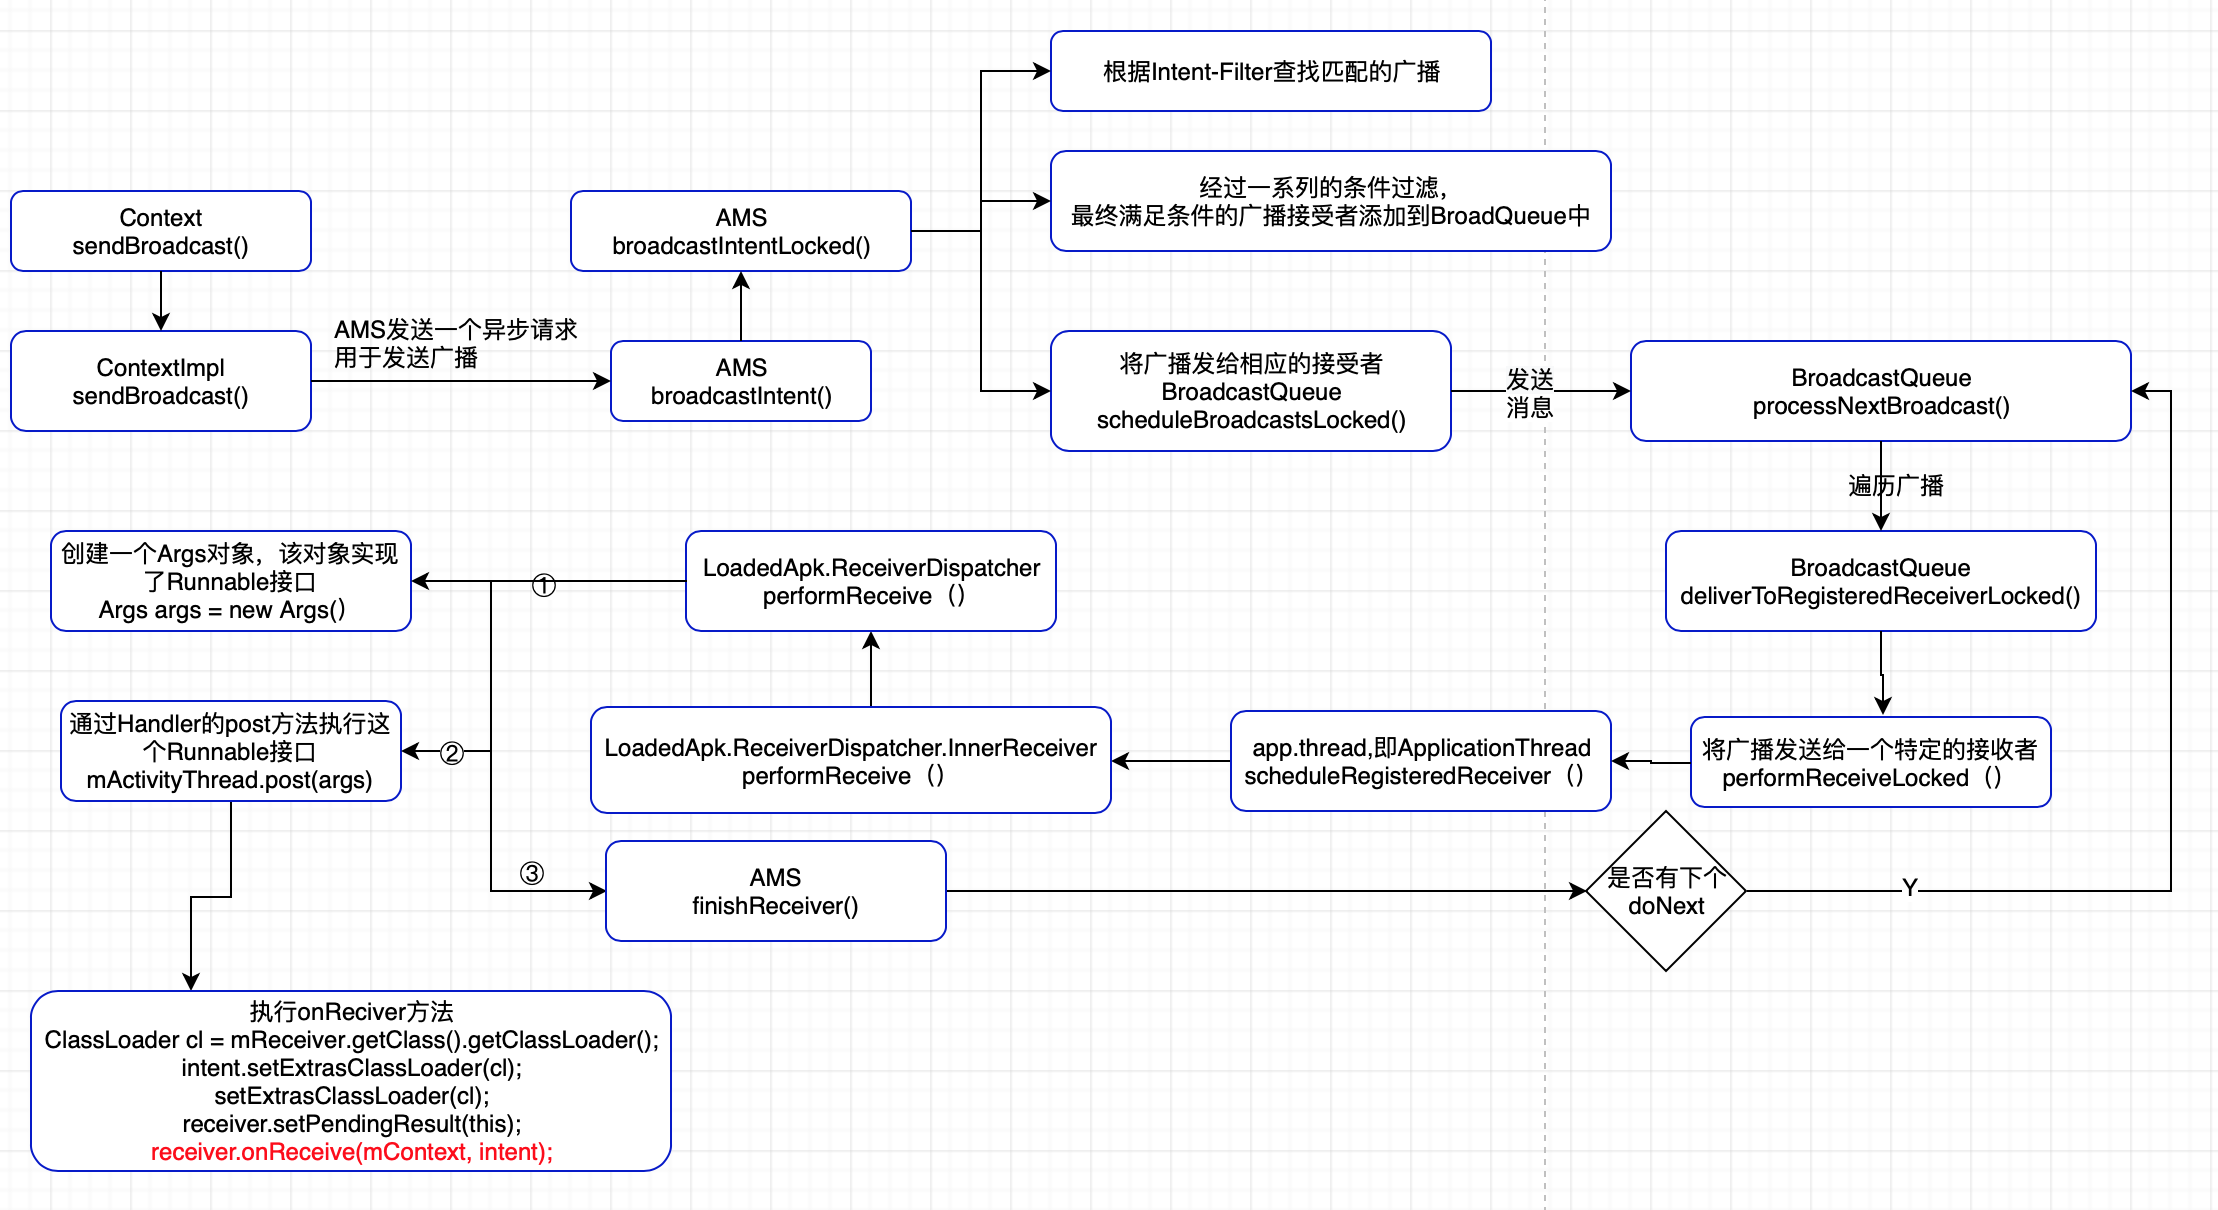 根据Intent-Filter查找匹配的广播
经过一系列的条件过滤，
最终满足条件的广播接受者添加到BroadQueue中
Context
sendBroadcast()
AMS
broadcastIntentLocked()
AMS发送一个异步请求
用于发送广播
ContextImpl
sendBroadcast()
AMS
broadcastIntent()
将广播发给相应的接受者
BroadcastQueue
scheduleBroadcastsLocked()
发送
消息
BroadcastQueue
processNextBroadcast()
遍历广播
创建一个Args对象，该对象实现
了Runnable接口
Args args = new Args()
①
LoadedApk.ReceiverDispatcher
performReceive（）
BroadcastQueue
deliverToRegisteredReceiverLocked()
通过Handler的post方法执行这
个Runnable接口
mActivityThread.post(args)
②
LoadedApk.ReceiverDispatcher.InnerReceiver
performReceive（）
app.thread,即ApplicationThread
scheduleRegisteredReceiver（）
将广播发送给一个特定的接收者
performReceiveLocked（）
③
AMS
finishReceiver()
是否有下个
doNext
Y
执行onReciver方法
ClassLoader cl = mReceiver.getClass().getClassLoader();
intent.setExtrasClassLoader(cl);
setExtrasClassLoader(cl);
receiver.setPendingResult(this);
receiver.onReceive(mContext, intent);